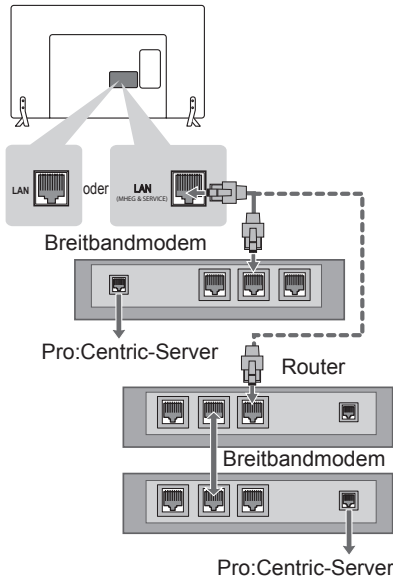 LAN
oder
LAN
(MHEG & SERVICE)
Breitbandmodem
Pro:Centric-Server
Router
Breitbandmodem
Pro:Centric-Server